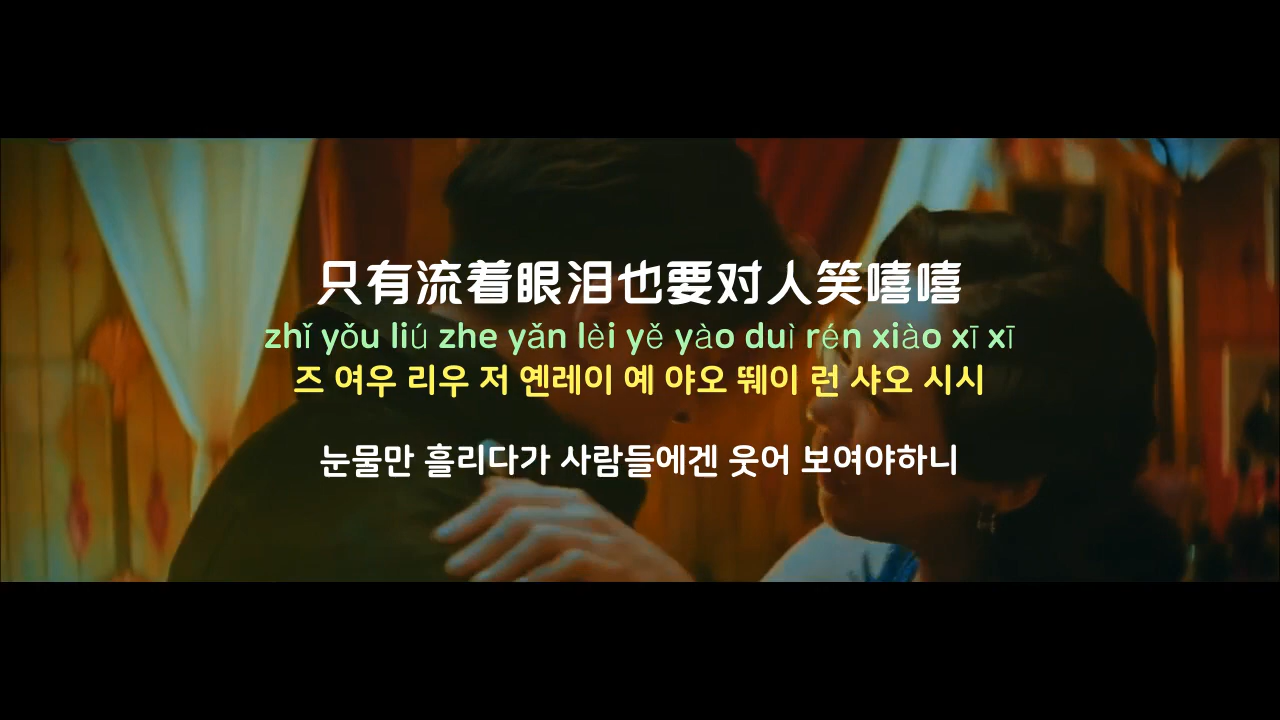 只有流着眼泪也要对人笑嘻嘻
zhǐ yǒu liú zhe yǎn lèi yě yào duì rén xiào xī xī
즈 여우 리우 저 옌레이 예 야오 뛔이 런 샤오 시시
눈물만 흘리다가 사람들에겐 웃어 보여야하니